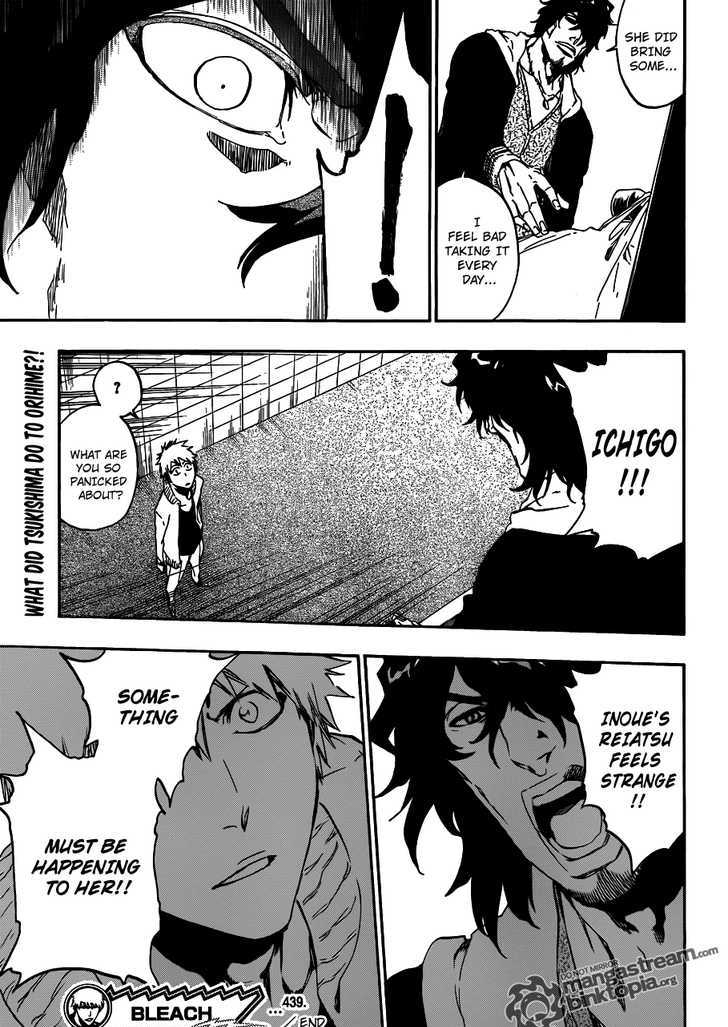 SHE DID
BRING
SOME...
I
FEEL BAD
TAKING IT
EVERY
DAY...
!
ICHIGO
!!!
?
WHAT ARE
YOU SO
PANICKED
ABOUT?
WHAT DID TSUKISHIMA DO TO ORIHIME?!
INOUE'S
REIATSU
FEELS
STRANGE
!!
SOME-
THING
MUST BE
HAPPENING
TO HER!!
BLEACH
439.
...
END
DO NOT MIRROR
mangastream.com
binktopia.org